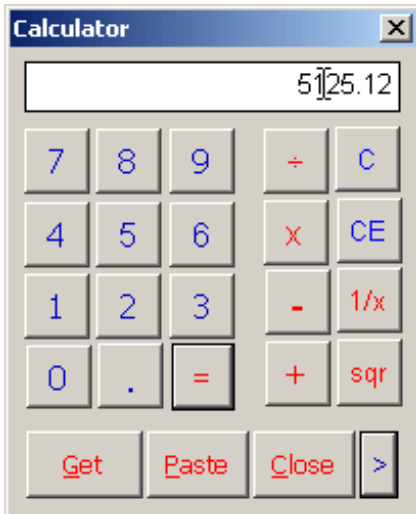 Calculator
5125.12
7 8 9 ÷ C
4 5 6 x CE
1 2 3 - 1/x
0 . = + sqr
Get Paste Close >